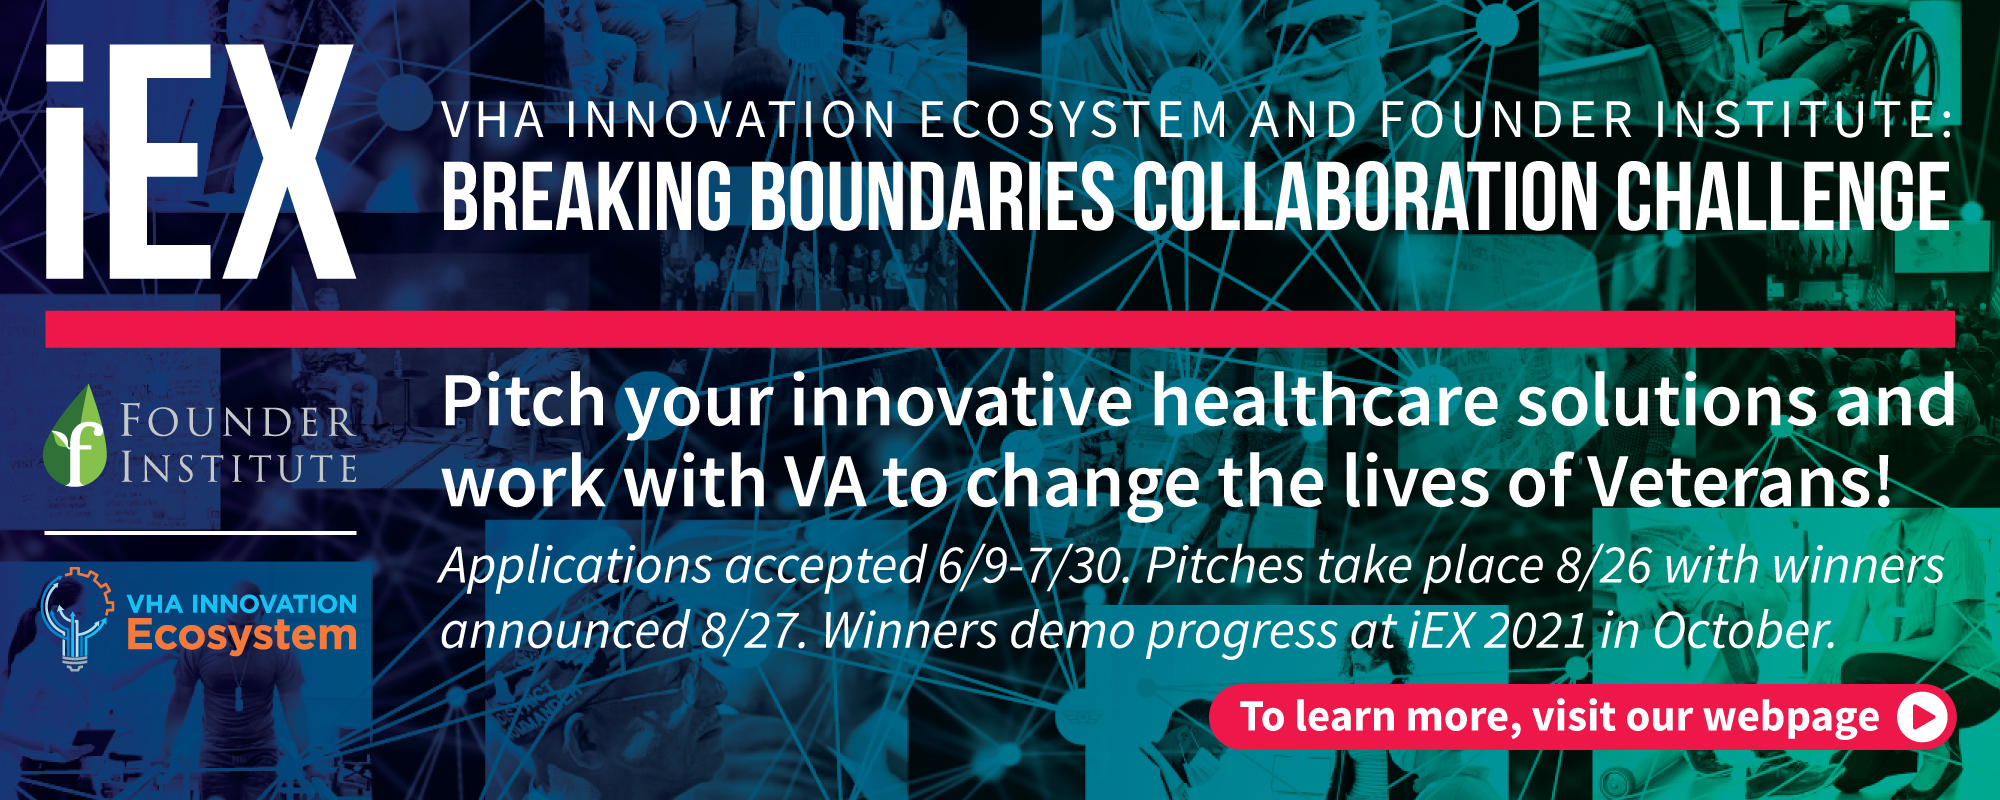 iEX
VHA INNOVATION ECOSYSTEM AND FOUNDER INSTITUTE:
BREAKING BOUNDARIES COLLABORATION CHALLENGE
FOUNDER
INSTITUTE
VHA INNOVATION
Ecosystem
Pitch your innovative healthcare solutions and
work with VA to change the lives of Veterans!
Applications accepted 6/9-7/30. Pitches take place 8/26 with winners
announced 8/27. Winners demo progress at iEX 2021 in October.
DISTRICT
COMMANDER
To learn more, visit our webpage